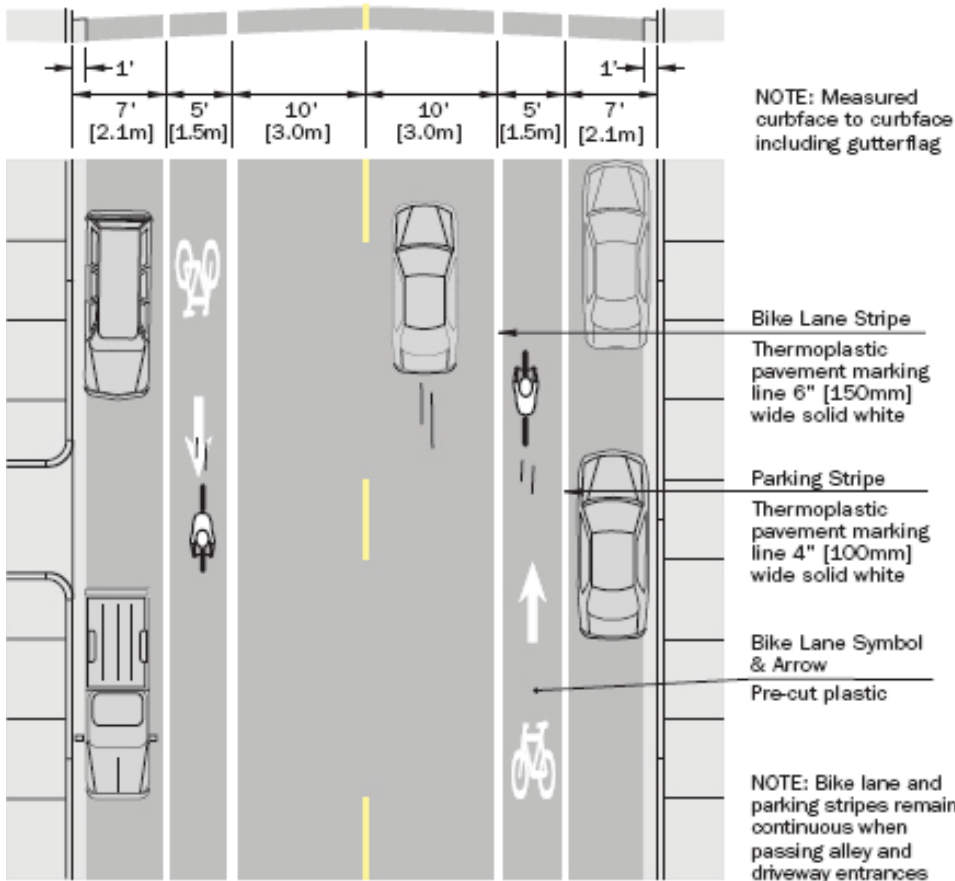 1'
1'
7'
5'
10'
10'
5'
7'
[2.1m]
[1.5m]
[3.0m]
[3.0m]
[1.5m]
[2.1m]
NOTE: Measured
curbface to curbface
including gutterflag
Bike Lane Stripe
Thermoplastic
pavement marking
line 6" [150mm]
wide solid white
Parking Stripe
Thermoplastic
pavement marking
line 4" [100mm]
wide solid white
Bike Lane Symbol
& Arrow
Pre-cut plastic
NOTE: Bike lane and
parking stripes remain
continuous when
passing alley and
driveway entrances